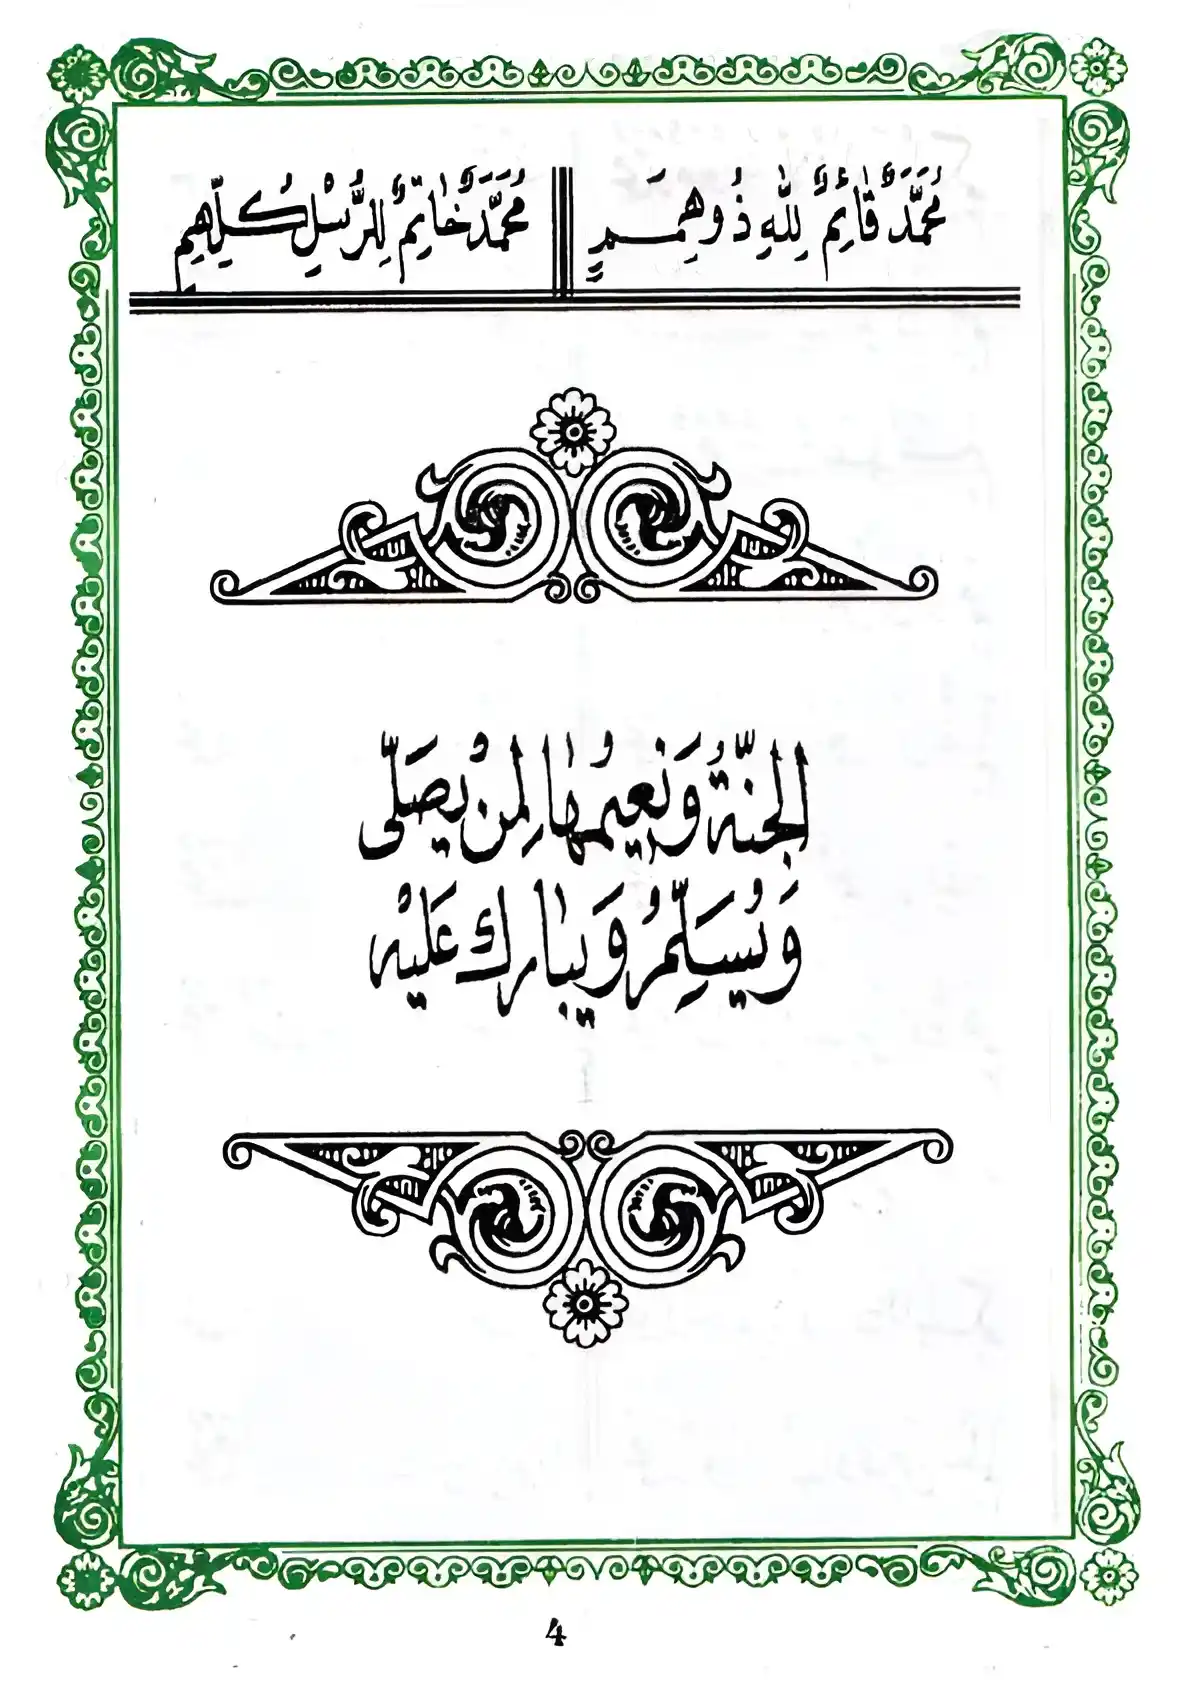 مُحَمَّدٌ قَائِمٌ لِلّٰهِ ذُو هِمَمٍ
مُحَمَّدٌ خَاتِمٌ لِلرُّسْلِ كُلِّهِمِ
الجَنَّةُ وَنَعِيمُهَا لِمَنْ يُصَلِّي
وَيُسَلِّمُ وَيُبَارِك عَلَيْه
4